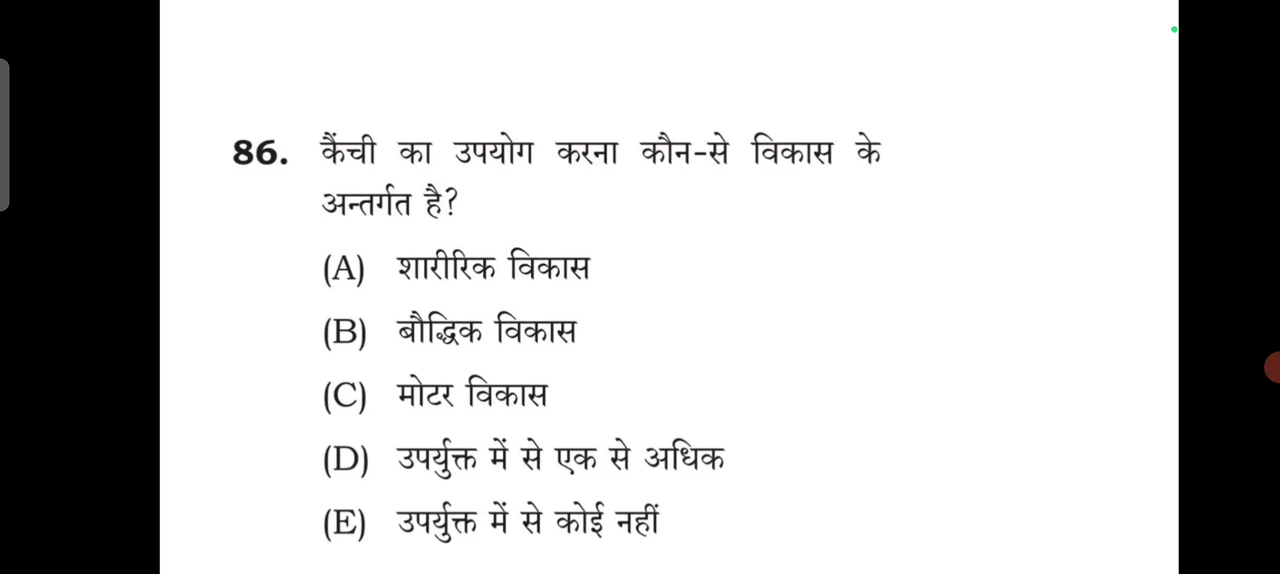 86. कैंची का उपयोग करना कौन-से विकास के
अन्तर्गत है?
(A) शारीरिक विकास
(B) बौद्धिक विकास
(C) मोटर विकास
(D) उपर्युक्त में से एक से अधिक
(E) उपर्युक्त में से कोई नहीं